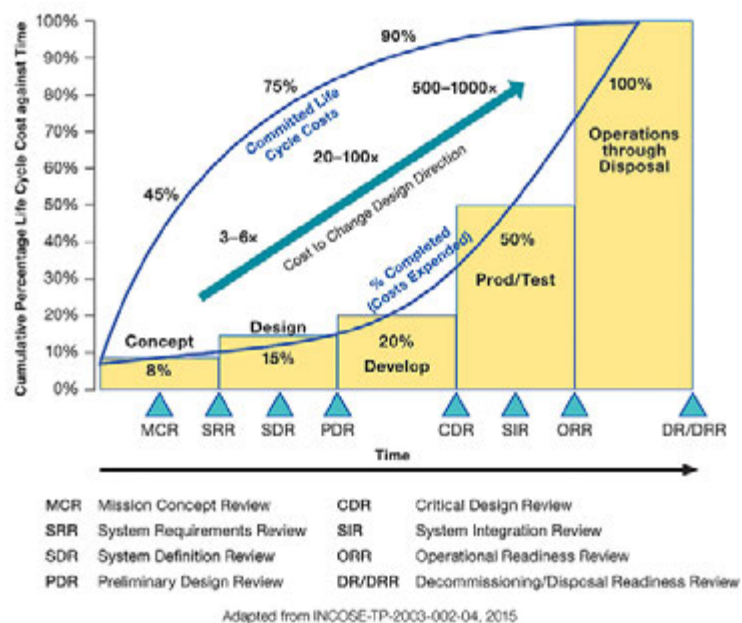 Cumulative Percentage Life Cycle Cost against Time
100%
90%
80%
70%
60%
50%
40%
30%
20%
10%
0%
90%
75%
45%
500–1000x
20–100x
3–6x
Committed Life
Cycle Costs
Cost to Change Design Direction
% Completed
(Costs Expended)
Concept
8%
Design
15%
20%
Develop
50%
Prod/Test
100%
Operations
through
Disposal
MCR SRR SDR PDR CDR SIR ORR DR/DRR
Time
MCR Mission Concept Review CDR Critical Design Review
SRR System Requirements Review SIR System Integration Review
SDR System Definition Review ORR Operational Readiness Review
PDR Preliminary Design Review DR/DRR Decommissioning/Disposal Readiness Review
Adapted from INCOSE-TP-2003-002-04, 2015